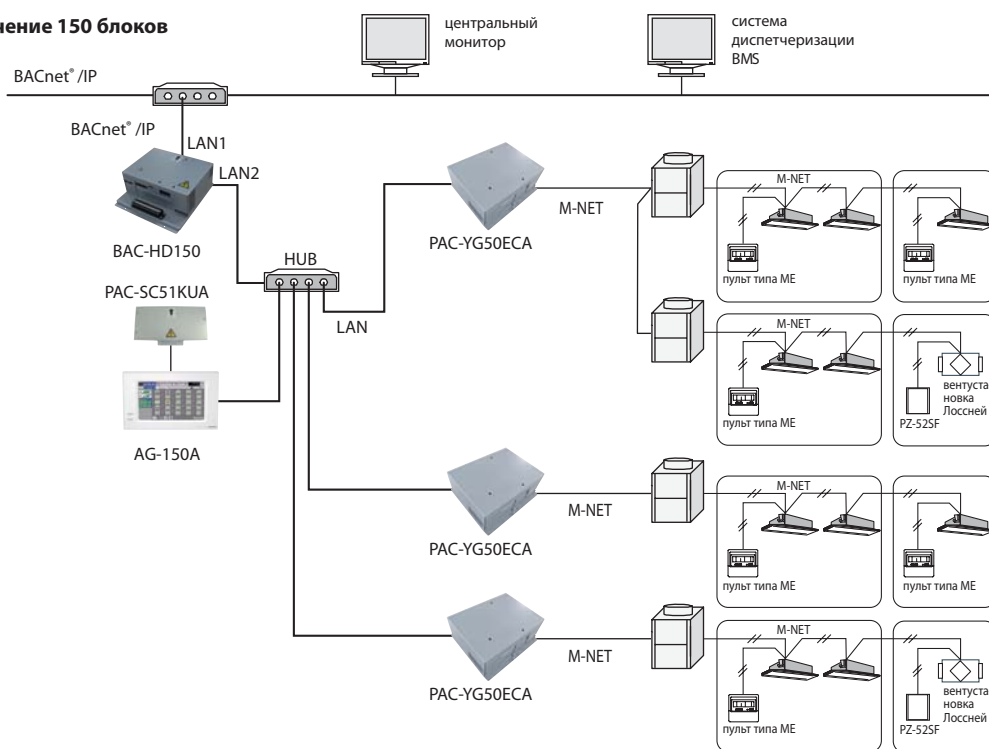 чение 150 блоков
центральный
монитор
система
диспетчеризации
BMS
BACnet® /IP
BACnet® /IP
LAN1
LAN2
BAC-HD150
HUB
PAC-SC51KUA
LAN
AG-150A
PAC-YG50ECA
M-NET
M-NET
пульт типа ME
пульт типа ME
M-NET
пульт типа ME
PZ-52SF
вентуста
новка
Лоссней
PAC-YG50ECA
M-NET
M-NET
пульт типа ME
пульт типа ME
PAC-YG50ECA
M-NET
M-NET
пульт типа ME
PZ-52SF
вентуста
новка
Лоссней